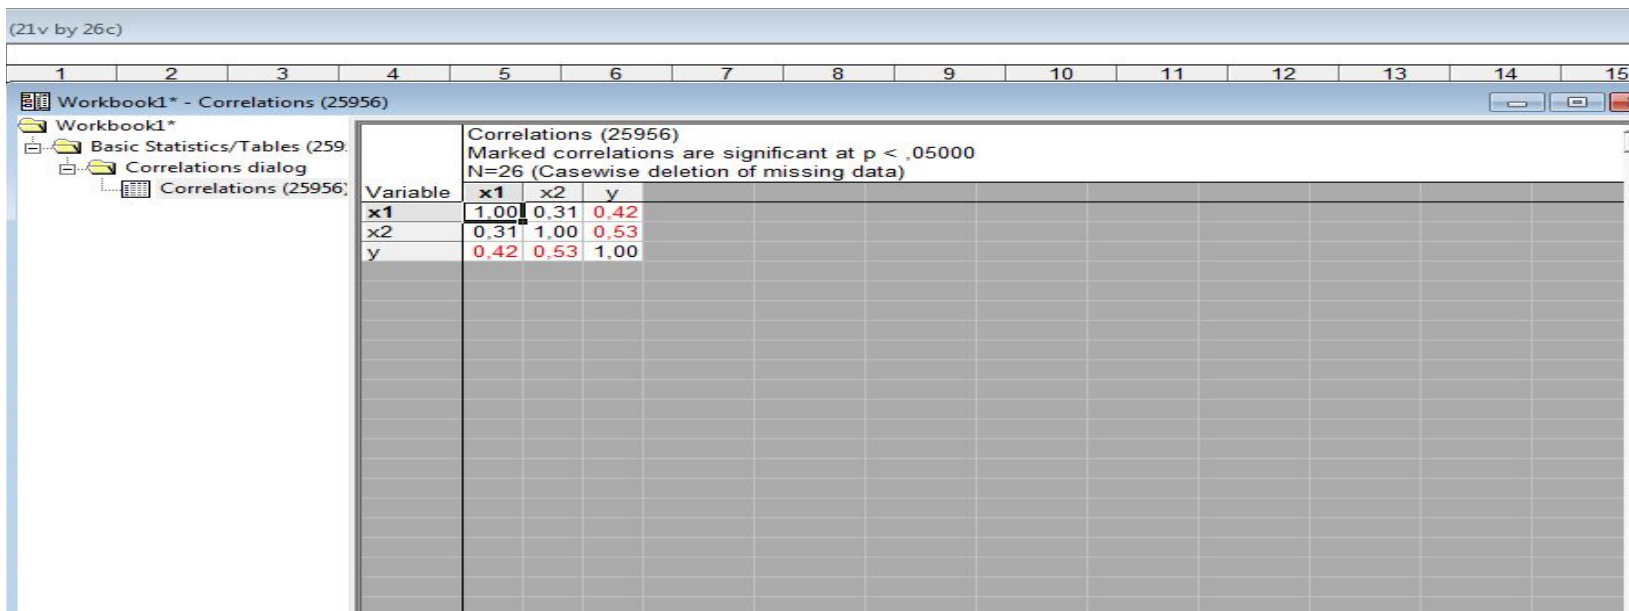 (21v by 26c)
1 2 3 4 5 6 7 8 9 10 11 12 13 14 15
Workbook1* - Correlations (25956)
Workbook1*
Basic Statistics/Tables (259
Correlations dialog
Correlations (25956)
Correlations (25956)
Marked correlations are significant at p < ,05000
N=26 (Casewise deletion of missing data)
Variable x1 x2 y
x1 1,00 0,31 0,42
x2 0,31 1,00 0,53
y 0,42 0,53 1,00